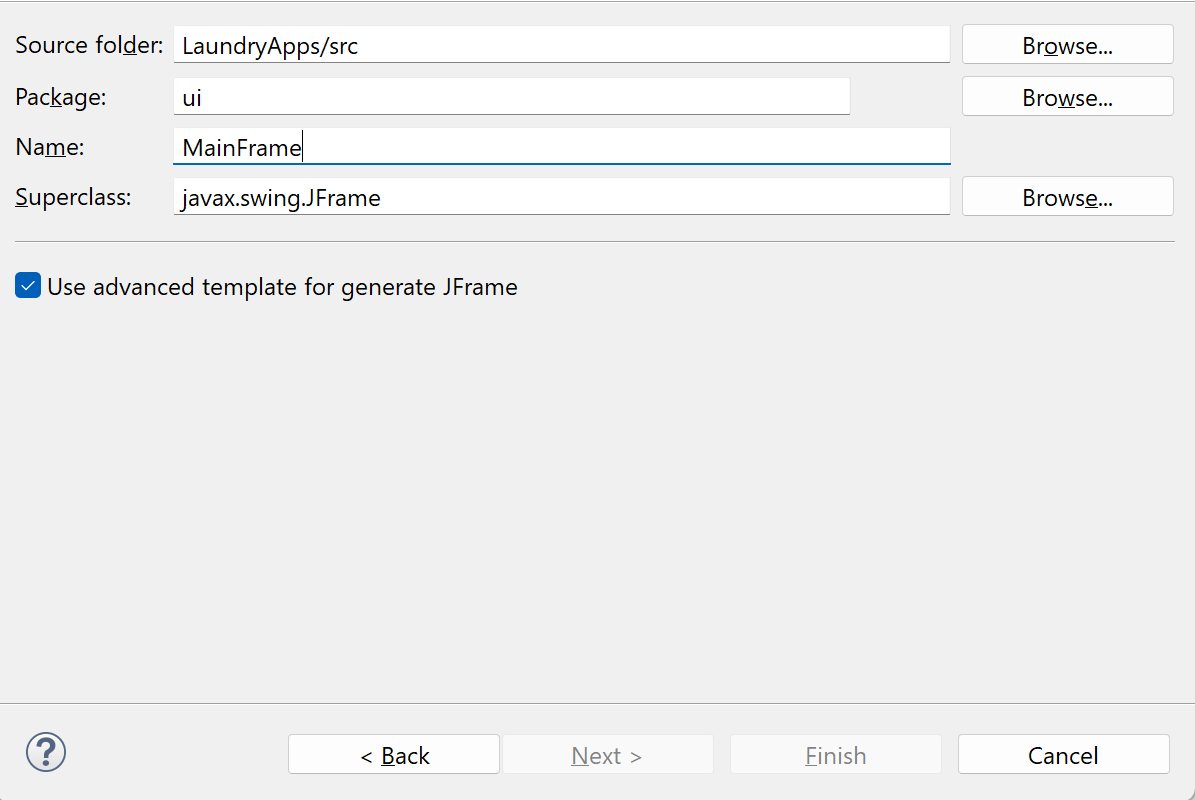 Source folder: LaundryApps/src Browse...
Package: ui Browse...
Name: MainFrame
Superclass: javax.swing.JFrame Browse...
Use advanced template for generate JFrame
? < Back Next > Finish Cancel